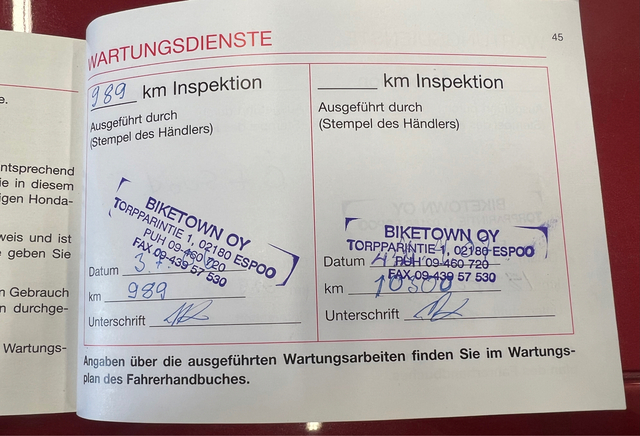 e.
ntsprechend
ie in diesem
igen Honda-
weis und ist
e geben Sie
n Gebrauch
n durchge-
Wartungs-
45
WARTUNGSDIENSTE
989 km Inspektion
Ausgeführt durch
(Stempel des Händlers)
BIKETOWN OY
TORPPARINTIE 1, 02180 ESPOO
PUH 09-460 720
FAX 09-439 57 530
Datum
km 989
Unterschrift
km Inspektion
Ausgeführt durch
(Stempel des Händlers)
BIKETOWN OY
TORPPARINTIE 1, 02180 ESPOO
PUH 09-460 720
FAX 09-439 57 530
Datum
km 10300
Unterschrift
Angaben über die ausgeführten Wartungsarbeiten finden Sie im Wartungs-
plan des Fahrerhandbuches.